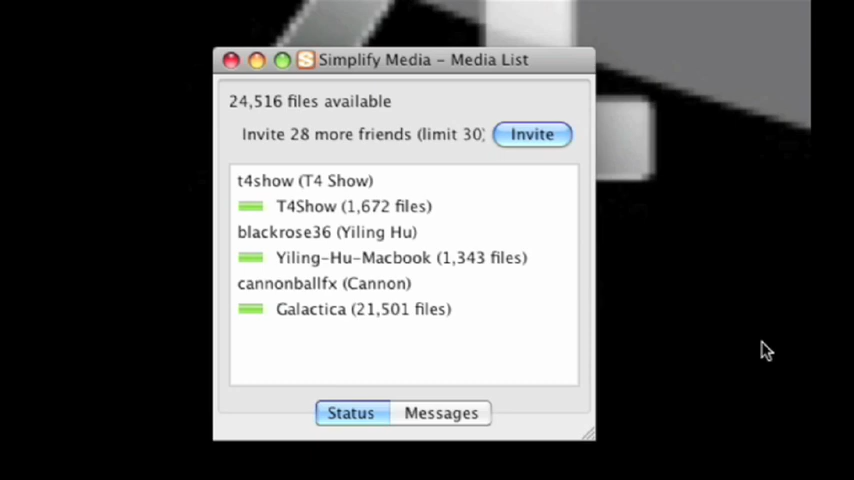 Simplify Media - Media List
24,516 files available
Invite 28 more friends (limit 30)
Invite
t4show (T4 Show)
T4Show (1,672 files)
blackrose36 (Yiling Hu)
Yiling-Hu-Macbook (1,343 files)
cannonballfx (Cannon)
Galactica (21,501 files)
Status
Messages